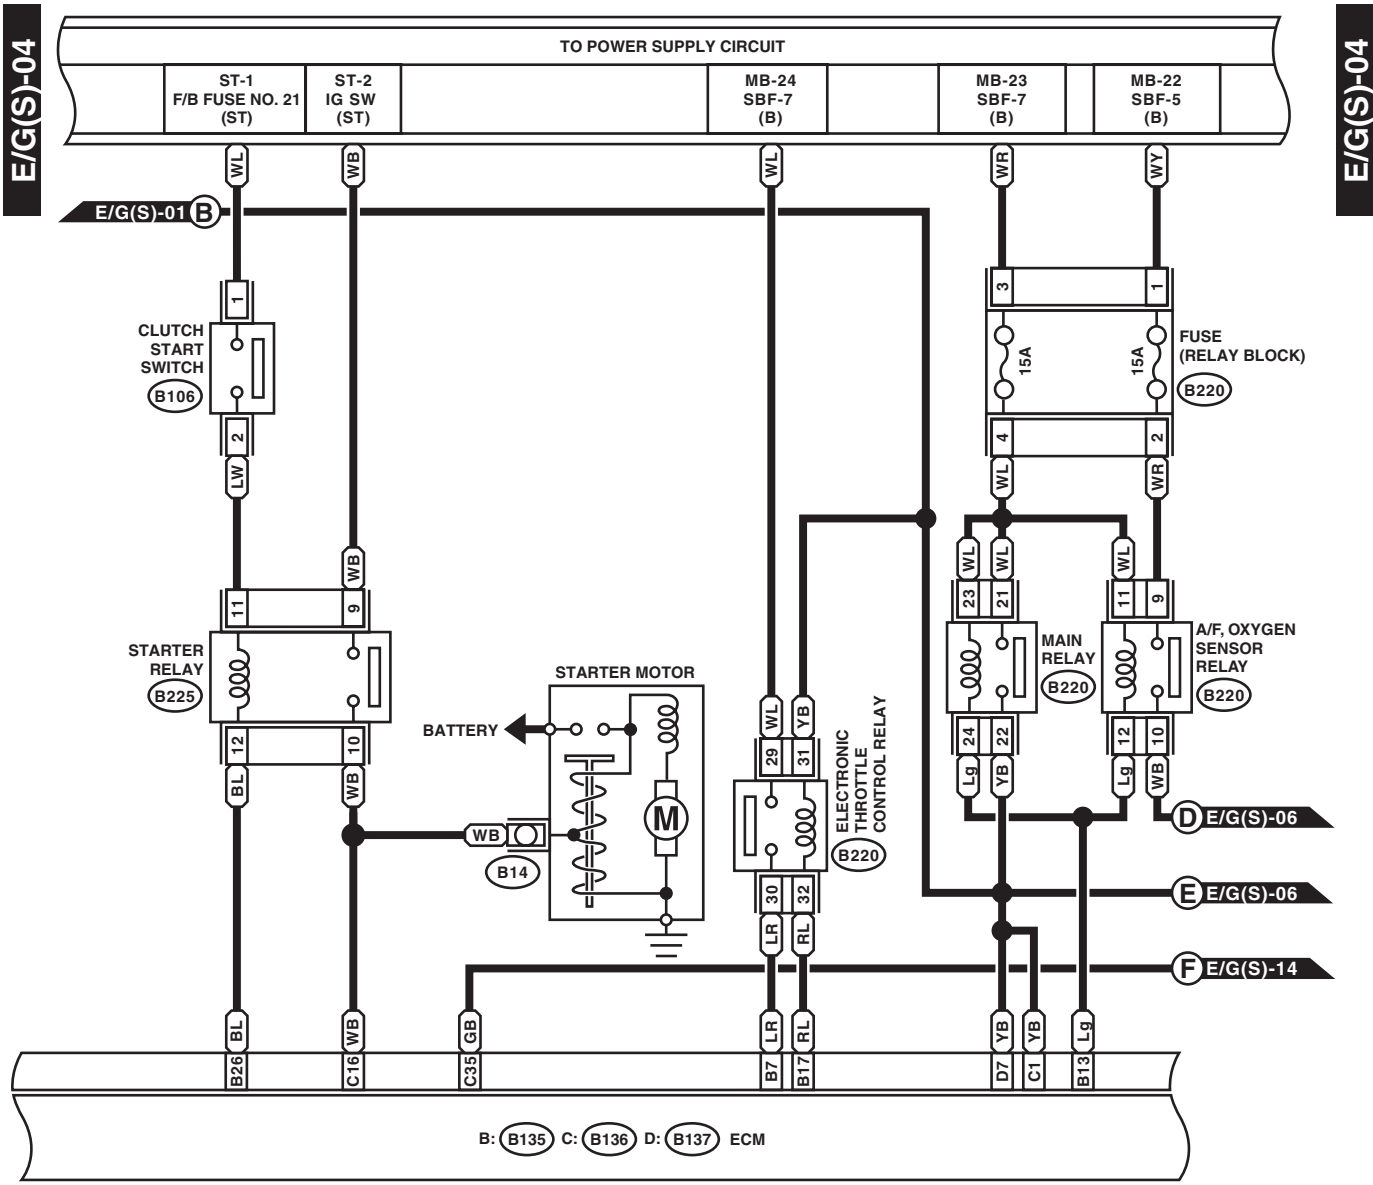 E/G(S)-04
E/G(S)-04
TO POWER SUPPLY CIRCUIT
ST-1
F/B FUSE NO. 21
(ST)
ST-2
IG SW
(ST)
MB-24
SBF-7
(B)
MB-23
SBF-7
(B)
MB-22
SBF-5
(B)
WL
WB
WL
WR
WY
E/G(S)-01
B
1
CLUTCH
START
SWITCH
B106
2
LW
3
1
15A
15A
FUSE
(RELAY BLOCK)
B220
4
2
WL
WR
WB
WL
WL
WL
11
9
STARTER
RELAY
B225
12
10
BL
WB
23
21
MAIN
RELAY
B220
24
22
Lg
YB
11
9
A/F, OXYGEN
SENSOR
RELAY
B220
12
10
Lg
WB
STARTER MOTOR
BATTERY
M
WB
B14
WL
YB
29
31
ELECTRONIC
THROTTLE
CONTROL RELAY
B220
30
32
LR
RL
D
E/G(S)-06
E
E/G(S)-06
F
E/G(S)-14
BL
WB
GB
LR
RL
YB
YB
Lg
B26
C16
C35
B7
B17
D7
C1
B13
B: B135 C: B136 D: B137 ECM